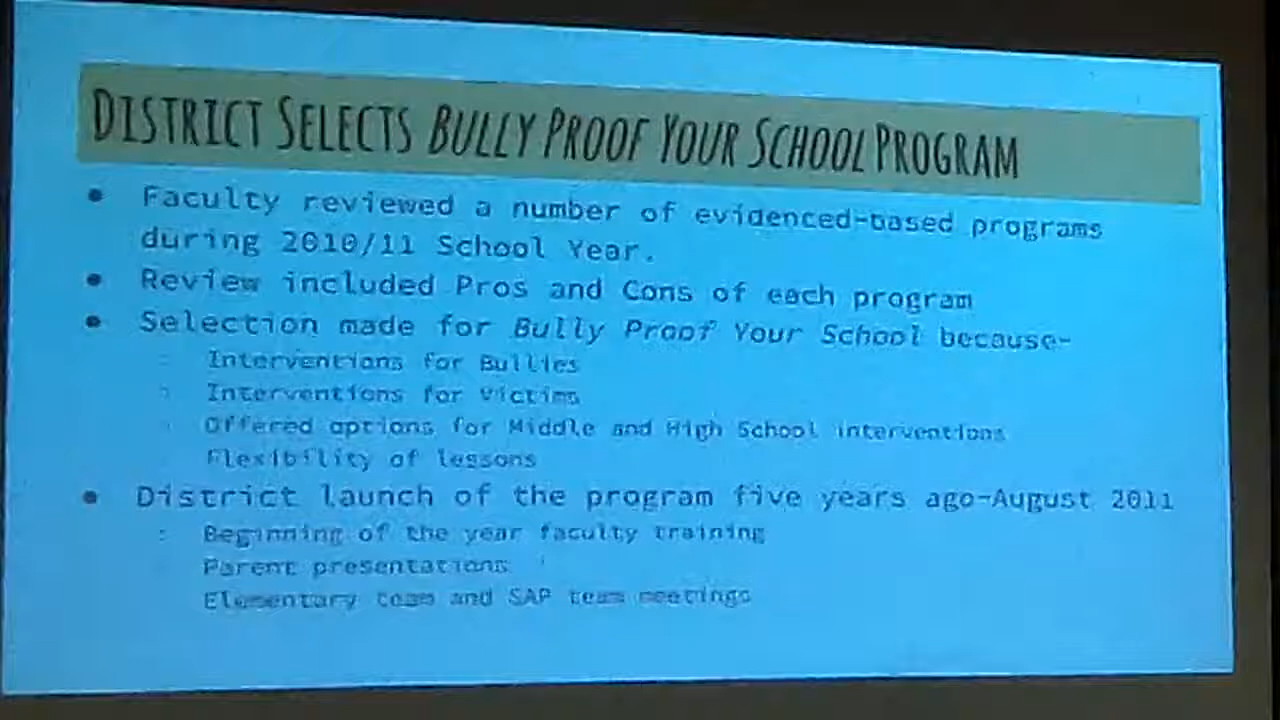 DISTRICT SELECTS BULLY PROOF YOUR SCHOOL PROGRAM
• Faculty reviewed a number of evidenced-based programs
during 2010/11 School Year.
• Review included Pros and Cons of each program
• Selection made for Bully Proof Your School because-
Interventions for Bullies
Interventions for Victims
Offered options for Middle and High School interventions
Flexibility of lessons
• District launch of the program five years ago-August 2011
Beginning of the year faculty training
Parent presentations
Elementary team and SAP team meetings